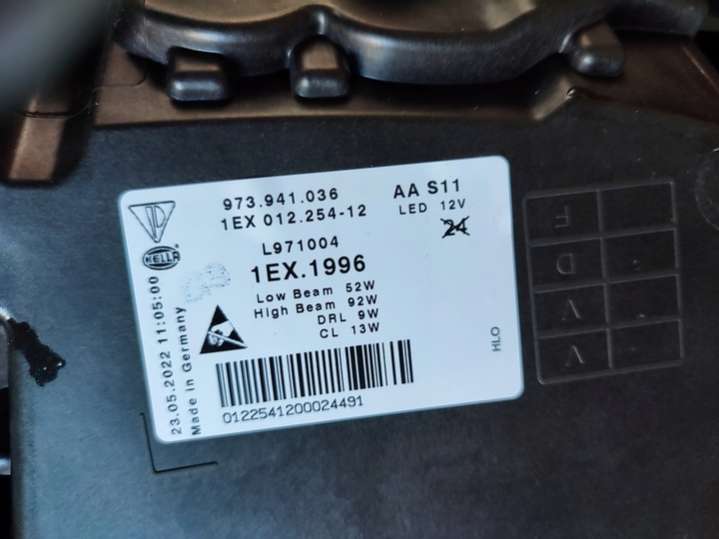 973.941.036
AA S11
1EX 012.254-12
LED 12V
24
HELLA
L971004
1EX.1996
Low Beam 52W
High Beam 92W
DRL 9W
CL 13W
23.05.2022 11:05:00
Made in Germany
0122541200024491
HLO
F
D
V
V